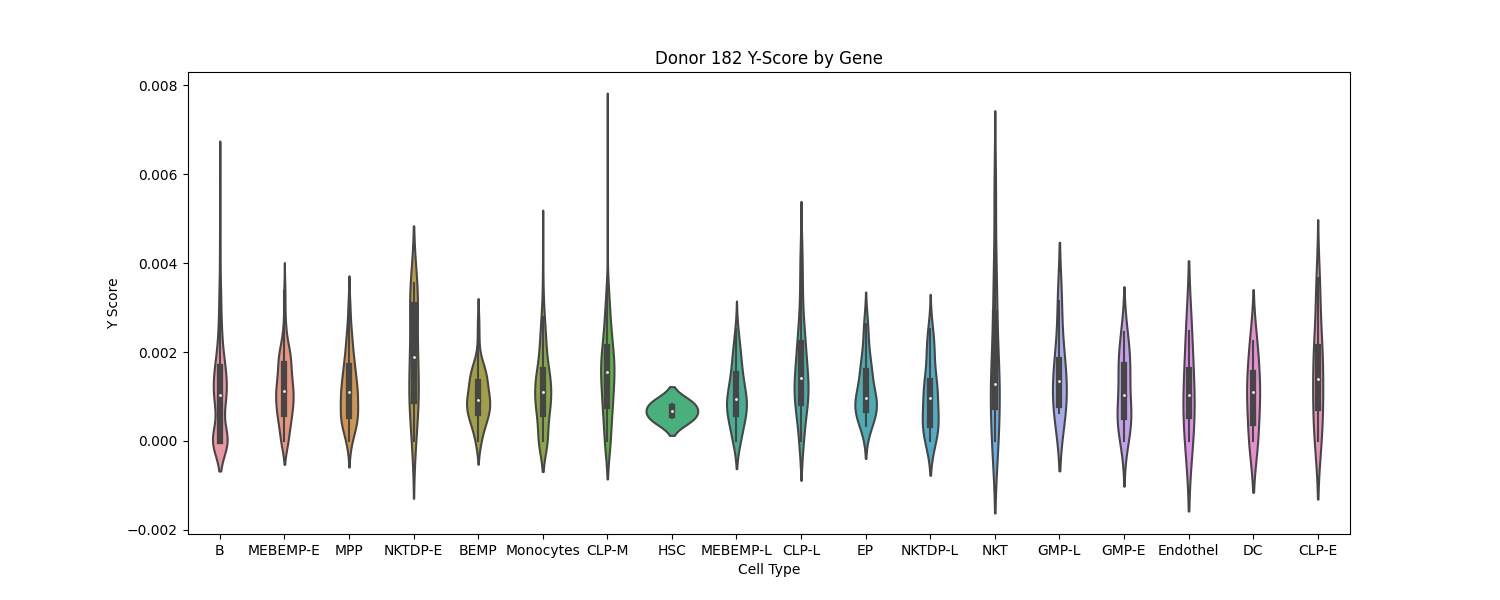 Donor 182 Y-Score by Gene
Y Score
0.008
0.006
0.004
0.002
0.000
−0.002
B MEBEMP-E MPP NKTDP-E BEMP Monocytes CLP-M HSC MEBEMP-L CLP-L EP NKTDP-L NKT GMP-L GMP-E Endothel DC CLP-E
Cell Type